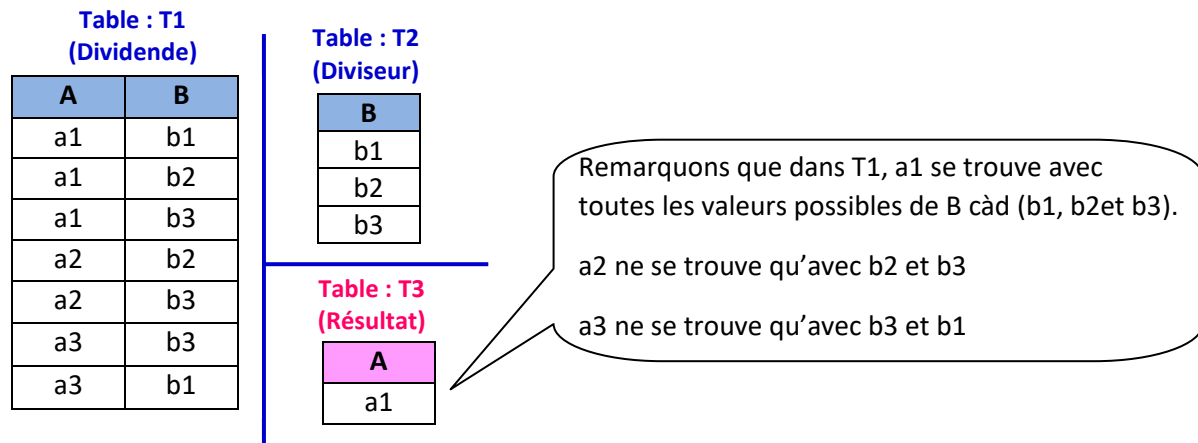 Table : T1
(Dividende)
A B
a1 b1
a1 b2
a1 b3
a2 b2
a2 b3
a3 b3
a3 b1
Table : T2
(Diviseur)
B
b1
b2
b3
Table : T3
(Résultat)
A
a1
Remarquons que dans T1, a1 se trouve avec
toutes les valeurs possibles de B càd (b1, b2et b3).
a2 ne se trouve qu’avec b2 et b3
a3 ne se trouve qu’avec b3 et b1